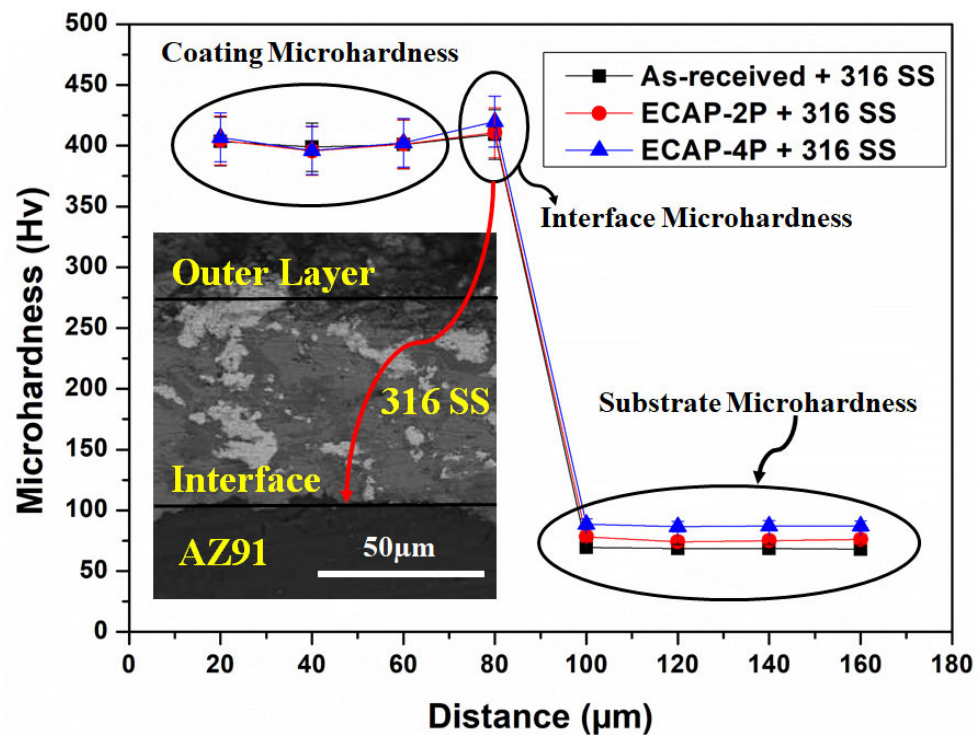 500
450
400
350
300
250
200
150
100
50
0
Microhardness (Hv)
Coating Microhardness
As-received + 316 SS
ECAP-2P + 316 SS
ECAP-4P + 316 SS
Interface Microhardness
Outer Layer
316 SS
Interface
AZ91
50µm
Substrate Microhardness
0 20 40 60 80 100 120 140 160 180
Distance (µm)